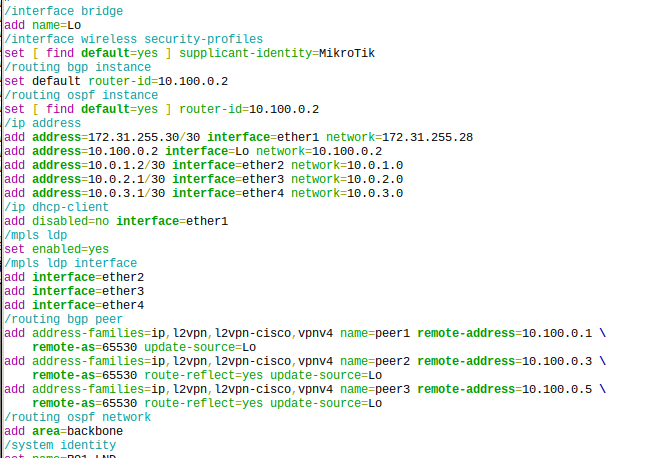 /interface bridge
add name=Lo
/interface wireless security-profiles
set [ find default=yes ] supplicant-identity=MikroTik
/routing bgp instance
set default router-id=10.100.0.2
/routing ospf instance
set [ find default=yes ] router-id=10.100.0.2
/ip address
add address=172.31.255.30/30 interface=ether1 network=172.31.255.28
add address=10.100.0.2 interface=Lo network=10.100.0.2
add address=10.0.1.2/30 interface=ether2 network=10.0.1.0
add address=10.0.2.1/30 interface=ether3 network=10.0.2.0
add address=10.0.3.1/30 interface=ether4 network=10.0.3.0
/ip dhcp-client
add disabled=no interface=ether1
/mpls ldp
set enabled=yes
/mpls ldp interface
add interface=ether2
add interface=ether3
add interface=ether4
/routing bgp peer
add address-families=ip,l2vpn,l2vpn-cisco,vpnv4 name=peer1 remote-address=10.100.0.1 \
    remote-as=65530 update-source=Lo
add address-families=ip,l2vpn,l2vpn-cisco,vpnv4 name=peer2 remote-address=10.100.0.3 \
    remote-as=65530 route-reflect=yes update-source=Lo
add address-families=ip,l2vpn,l2vpn-cisco,vpnv4 name=peer3 remote-address=10.100.0.5 \
    remote-as=65530 route-reflect=yes update-source=Lo
/routing ospf network
add area=backbone
/system identity